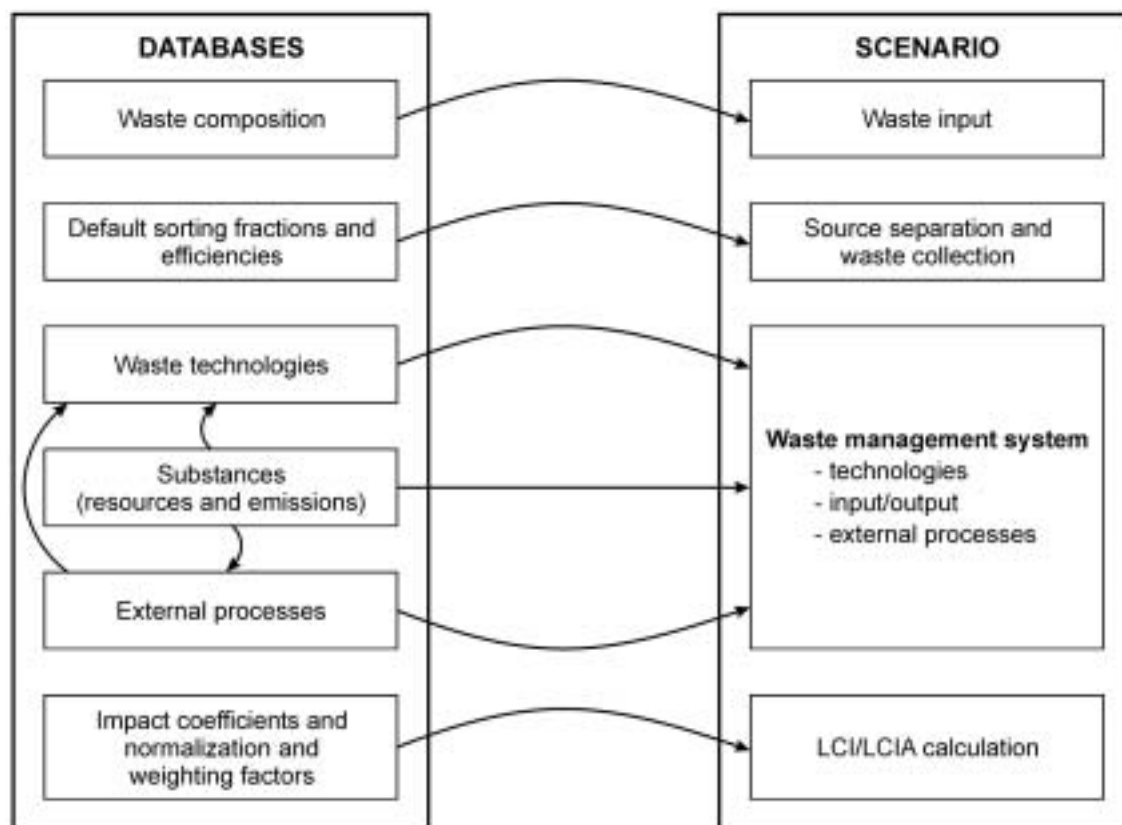 DATABASES
Waste composition
Default sorting fractions and
efficiencies
Waste technologies
Substances
(resources and emissions)
External processes
Impact coefficients and
normalization and
weighting factors
SCENARIO
Waste input
Source separation and
waste collection
Waste management system
- technologies
- input/output
- external processes
LCI/LCIA calculation